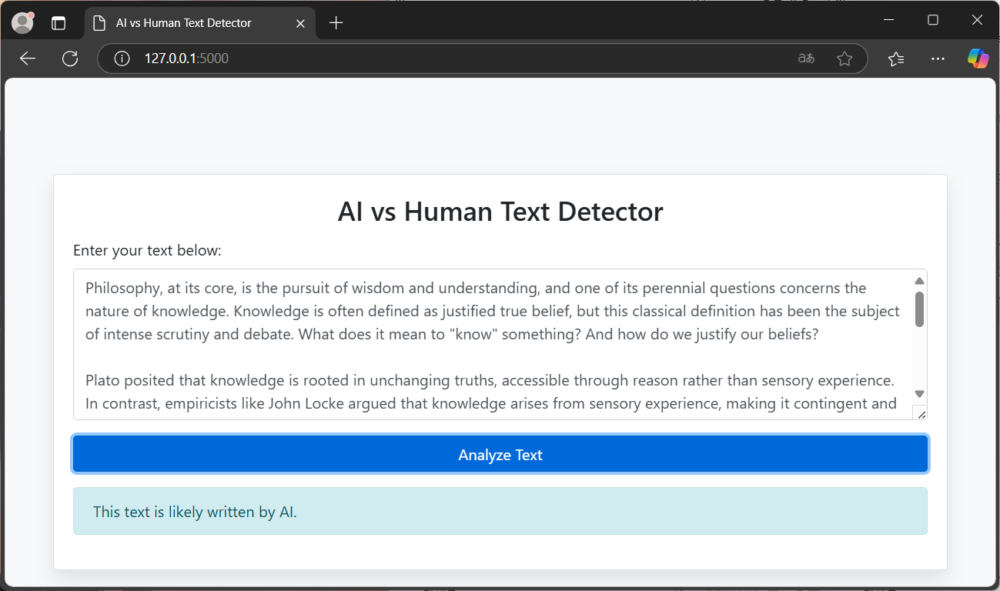 AI vs Human Text Detector
127.0.0.1:5000
AI vs Human Text Detector
Enter your text below:
Philosophy, at its core, is the pursuit of wisdom and understanding, and one of its perennial questions concerns the
nature of knowledge. Knowledge is often defined as justified true belief, but this classical definition has been the subject
of intense scrutiny and debate. What does it mean to "know" something? And how do we justify our beliefs?
Plato posited that knowledge is rooted in unchanging truths, accessible through reason rather than sensory experience.
In contrast, empiricists like John Locke argued that knowledge arises from sensory experience, making it contingent and
Analyze Text
This text is likely written by AI.